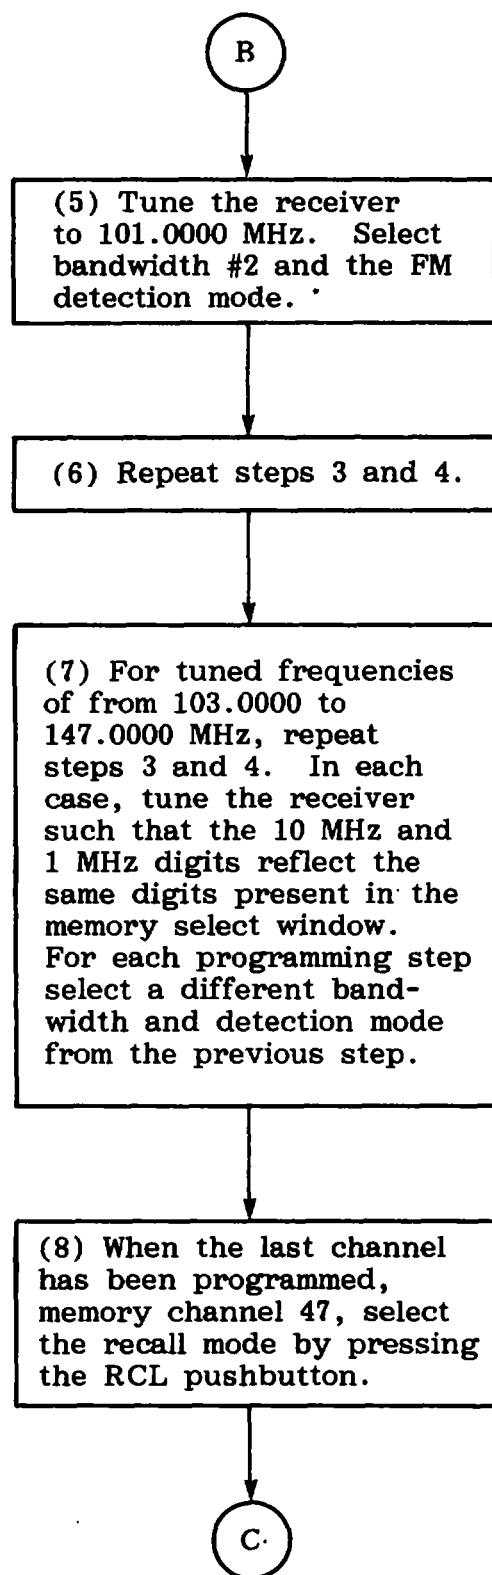 B
(5) Tune the receiver
to 101.0000 MHz. Select
bandwidth #2 and the FM
detection mode.
(6) Repeat steps 3 and 4.
(7) For tuned frequencies
of from 103.0000 to
147.0000 MHz, repeat
steps 3 and 4. In each
case, tune the receiver
such that the 10 MHz and
1 MHz digits reflect the
same digits present in the
memory select window.
For each programming step
select a different band-
width and detection mode
from the previous step.
(8) When the last channel
has been programmed,
memory channel 47, select
the recall mode by pressing
the RCL pushbutton.
C